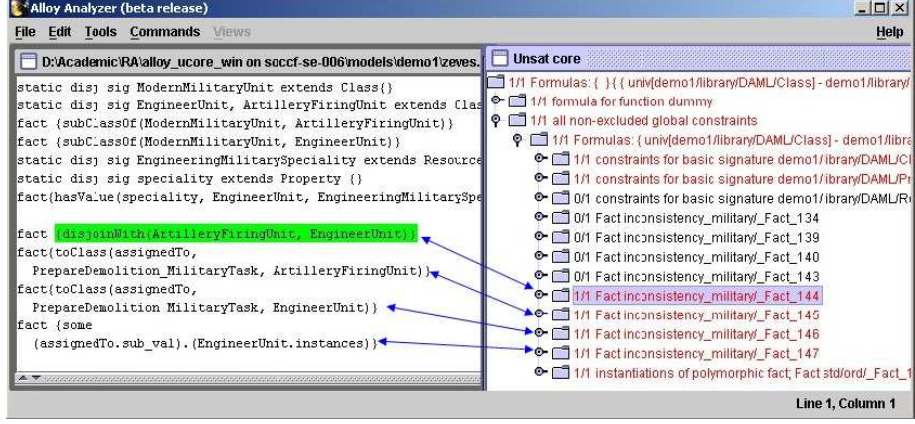 Alloy Analyzer (beta release)
File Edit Tools Commands Views Help
D:\Academic\RA\alloy_ucore_win on soccf-se-006\models\demo1\zeves.
static disj sig ModernMilitaryUnit extends Class{}
static disj sig EngineerUnit, ArtilleryFiringUnit extends Clas
fact {subClassOf(ModernMilitaryUnit, ArtilleryFiringUnit)}
fact {subClassOf(ModernMilitaryUnit, EngineerUnit)}
static disj sig EngineeringMilitarySpeciality extends Resource
static disj sig speciality extends Property {}
fact{hasValue(speciality, EngineerUnit, EngineeringMilitarySpe
fact {disjoinWith(ArtilleryFiringUnit, EngineerUnit)}
fact{toClass(assignedTo,
PrepareDemolition_MilitaryTask, ArtilleryFiringUnit)}
fact{toClass(assignedTo,
PrepareDemolition MilitaryTask, EngineerUnit)}
fact {some
(assignedTo.sub_val).(EngineerUnit.instances)}
Unsat core
1/1 Formulas: { }{{ univ[demo1/library/DAML/Class] - demo1/library/
1/1 formula for function dummy
1/1 all non-excluded global constraints
1/1 Formulas: {univ[demo1/library/DAML/Class] - demo1/libra
1/1 constraints for basic signature demo1/library/DAML/Cl
1/1 constraints for basic signature demo1/library/DAML/Pr
0/1 constraints for basic signature demo1/library/DAML/R
0/1 Fact inconsistency_military/_Fact_134
0/1 Fact inconsistency_military/_Fact_139
0/1 Fact inconsistency_military/_Fact_140
0/1 Fact inconsistency_military/_Fact_143
1/1 Fact inconsistency_military/_Fact_144
1/1 Fact inconsistency_military/_Fact_145
1/1 Fact inconsistency_military/_Fact_146
1/1 Fact inconsistency_military/_Fact_147
1/1 instantiations of polymorphic fact; Fact std/ord/_Fact_1
Line 1, Column 1